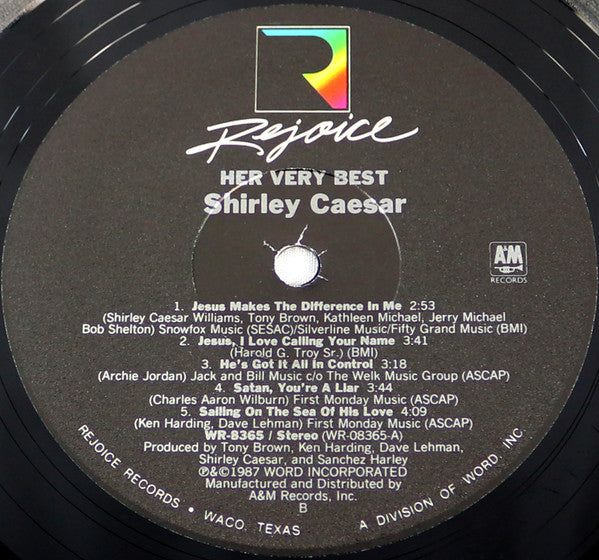 R
Rejoice
HER VERY BEST
Shirley Caesar
A&M
RECORDS
1. Jesus Makes The Difference In Me 2:53
(Shirley Caesar Williams, Tony Brown, Kathleen Michael, Jerry Michael
Bob Shelton) Snowfox Music (SESAC)/Silverline Music/Fifty Grand Music (BMI)
2. Jesus, I Love Calling Your Name 3:41
(Harold G. Troy Sr.) (BMI)
3. He's Got It All In Control 3:18
(Archie Jordan) Jack and Bill Music c/o The Welk Music Group (ASCAP)
4. Satan, You're A Liar 3:44
(Charles Aaron Wilburn) First Monday Music (ASCAP)
5. Sailing On The Sea Of His Love 4:09
(Ken Harding, Dave Lehman) First Monday Music (ASCAP)
WR-8365 / Stereo (WR-08365-A)
Produced by Tony Brown, Ken Harding, Dave Lehman,
Shirley Caesar, and Sanchez Harley
℗&©1987 WORD INCORPORATED
Manufactured and Distributed by
A&M Records, Inc.
B
REJOICE RECORDS • WACO, TEXAS A DIVISION OF WORD, INC.